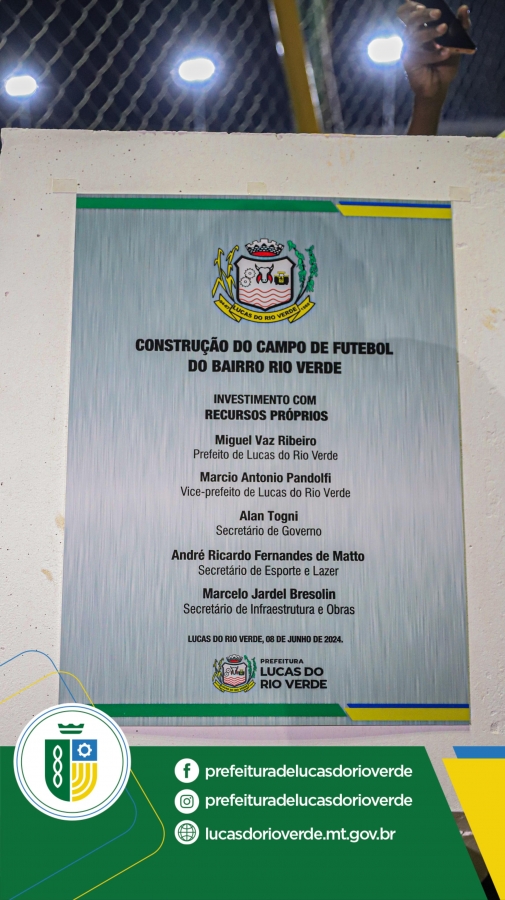 LUCAS DO RIO VERDE
CONSTRUÇÃO DO CAMPO DE FUTEBOL
DO BAIRRO RIO VERDE
INVESTIMENTO COM
RECURSOS PRÓPRIOS
Miguel Vaz Ribeiro
Prefeito de Lucas do Rio Verde
Marcio Antonio Pandolfi
Vice-prefeito de Lucas do Rio Verde
Alan Togni
Secretário de Governo
André Ricardo Fernandes de Matto
Secretário de Esporte e Lazer
Marcelo Jardel Bresolin
Secretário de Infraestrutura e Obras
LUCAS DO RIO VERDE, 08 DE JUNHO DE 2024.
PREFEITURA
LUCAS DO
RIO VERDE
prefeituradelucasdorioverde
prefeituradelucasdorioverde
lucasdorioverde.mt.gov.br